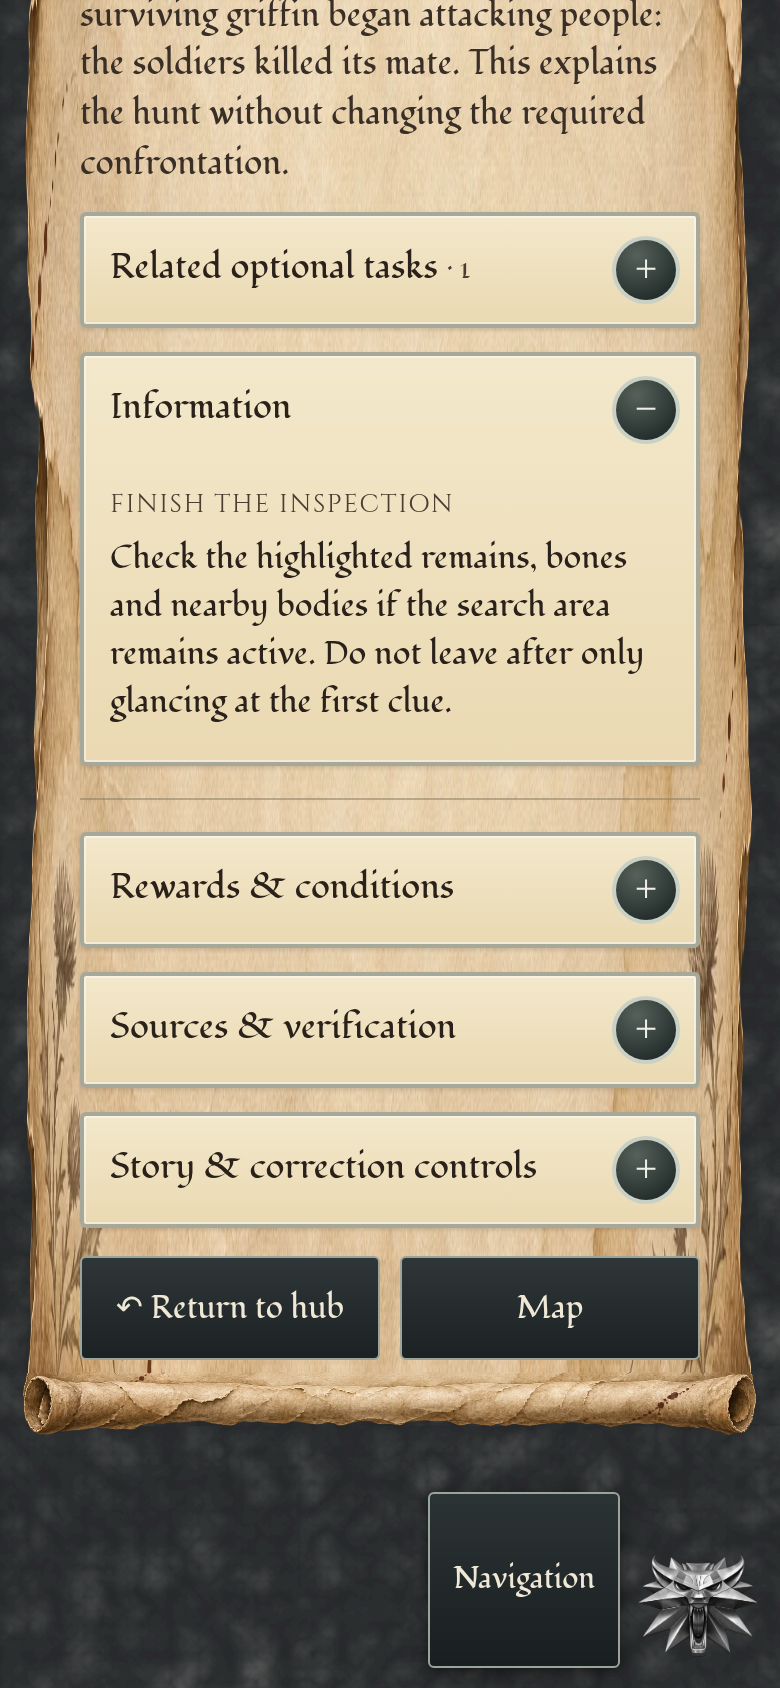 surviving griffin began attacking people:
the soldiers killed its mate. This explains
the hunt without changing the required
confrontation.
Related optional tasks · 1
+
Information
−
FINISH THE INSPECTION
Check the highlighted remains, bones
and nearby bodies if the search area
remains active. Do not leave after only
glancing at the first clue.
Rewards & conditions
+
Sources & verification
+
Story & correction controls
+
↶ Return to hub
Map
Navigation